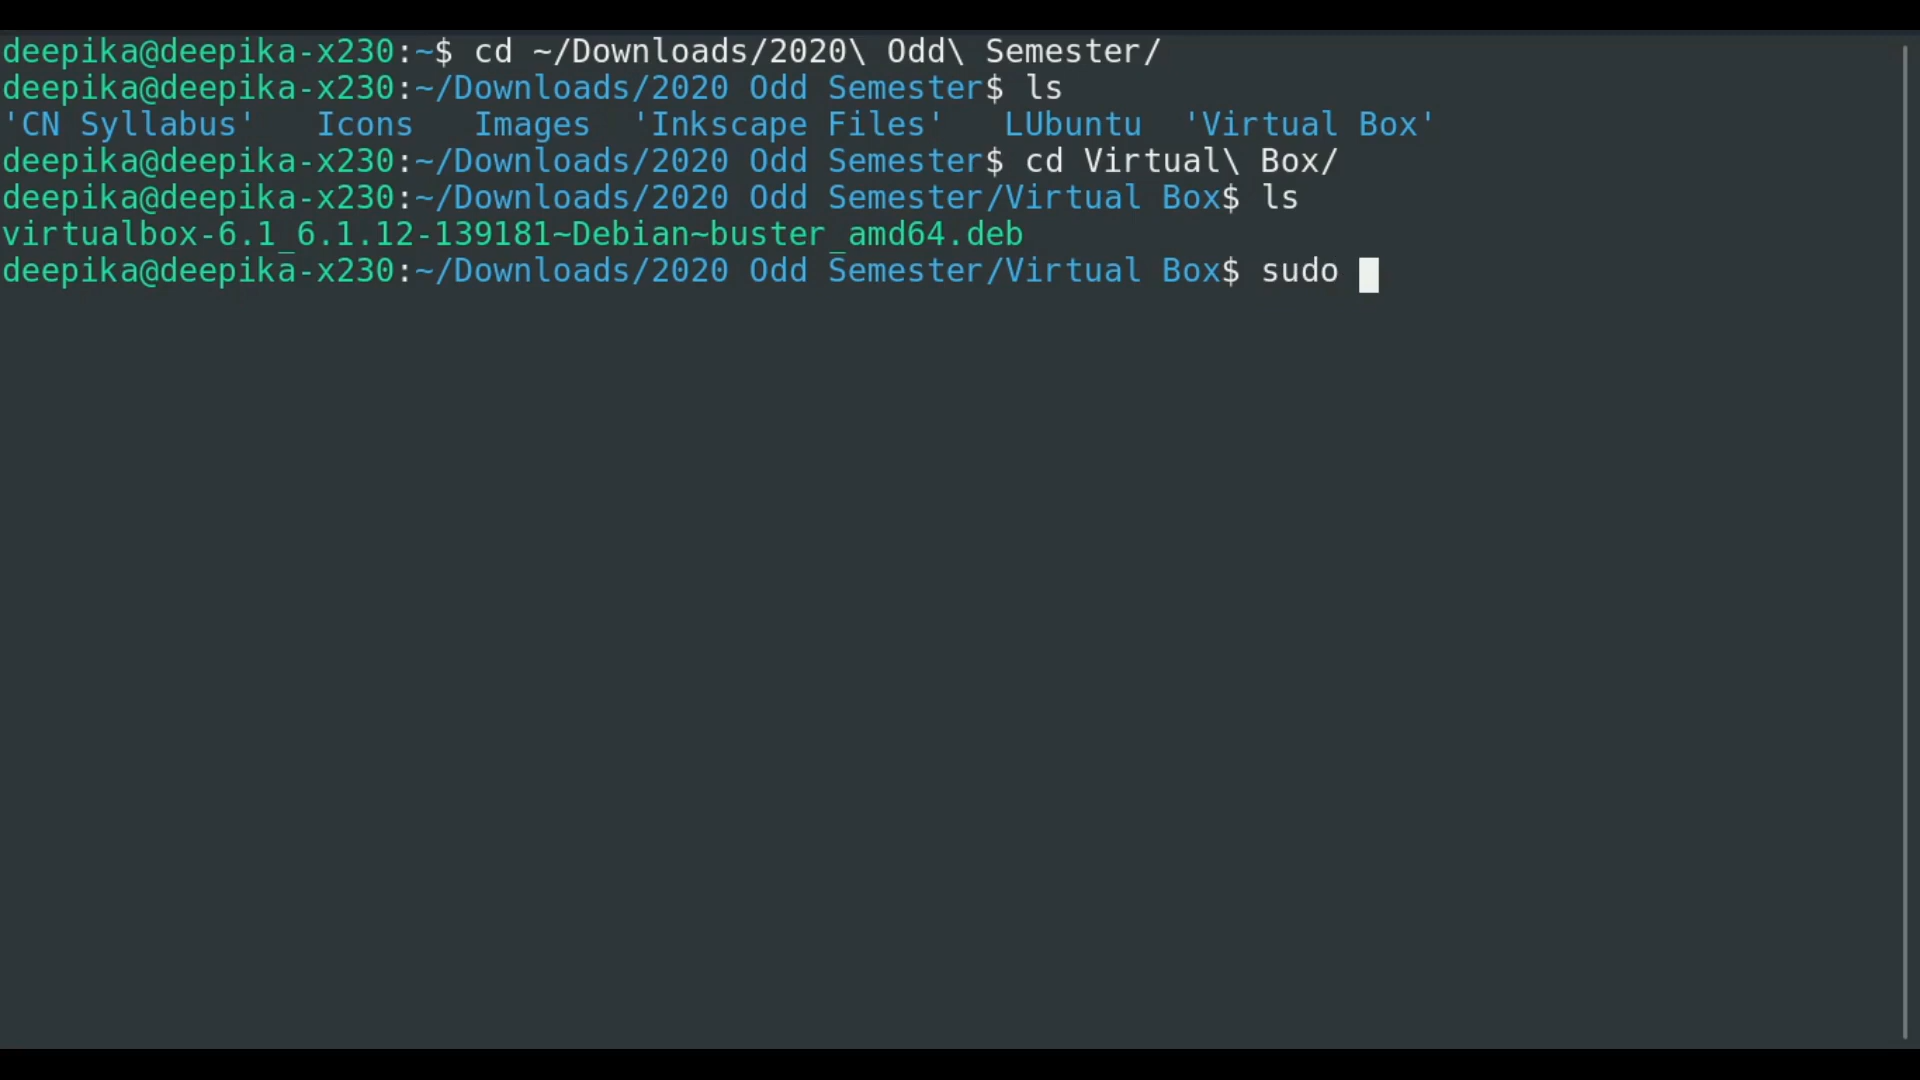 deepika@deepika-x230:~$ cd ~/Downloads/2020\ Odd\ Semester/
deepika@deepika-x230:~/Downloads/2020 Odd Semester$ ls
'CN Syllabus'   Icons   Images  'Inkscape Files'   LUbuntu  'Virtual Box'
deepika@deepika-x230:~/Downloads/2020 Odd Semester$ cd Virtual\ Box/
deepika@deepika-x230:~/Downloads/2020 Odd Semester/Virtual Box$ ls
virtualbox-6.1_6.1.12-139181~Debian~buster_amd64.deb
deepika@deepika-x230:~/Downloads/2020 Odd Semester/Virtual Box$ sudo